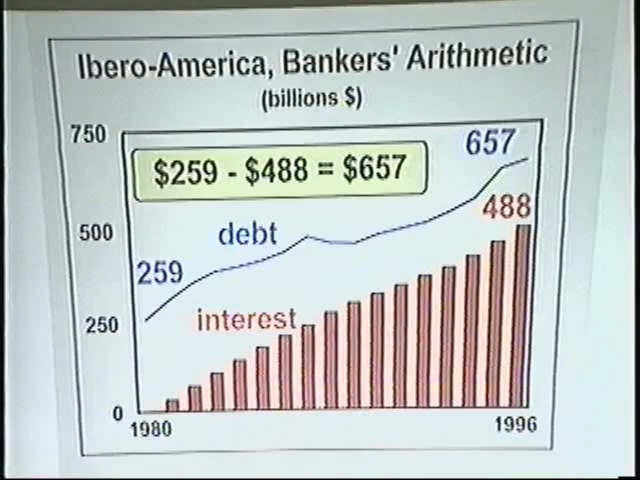 Ibero-America, Bankers' Arithmetic
(billions $)
750
657
$259 - $488 = $657
500
488
debt
259
250
interest
0
1980
1996